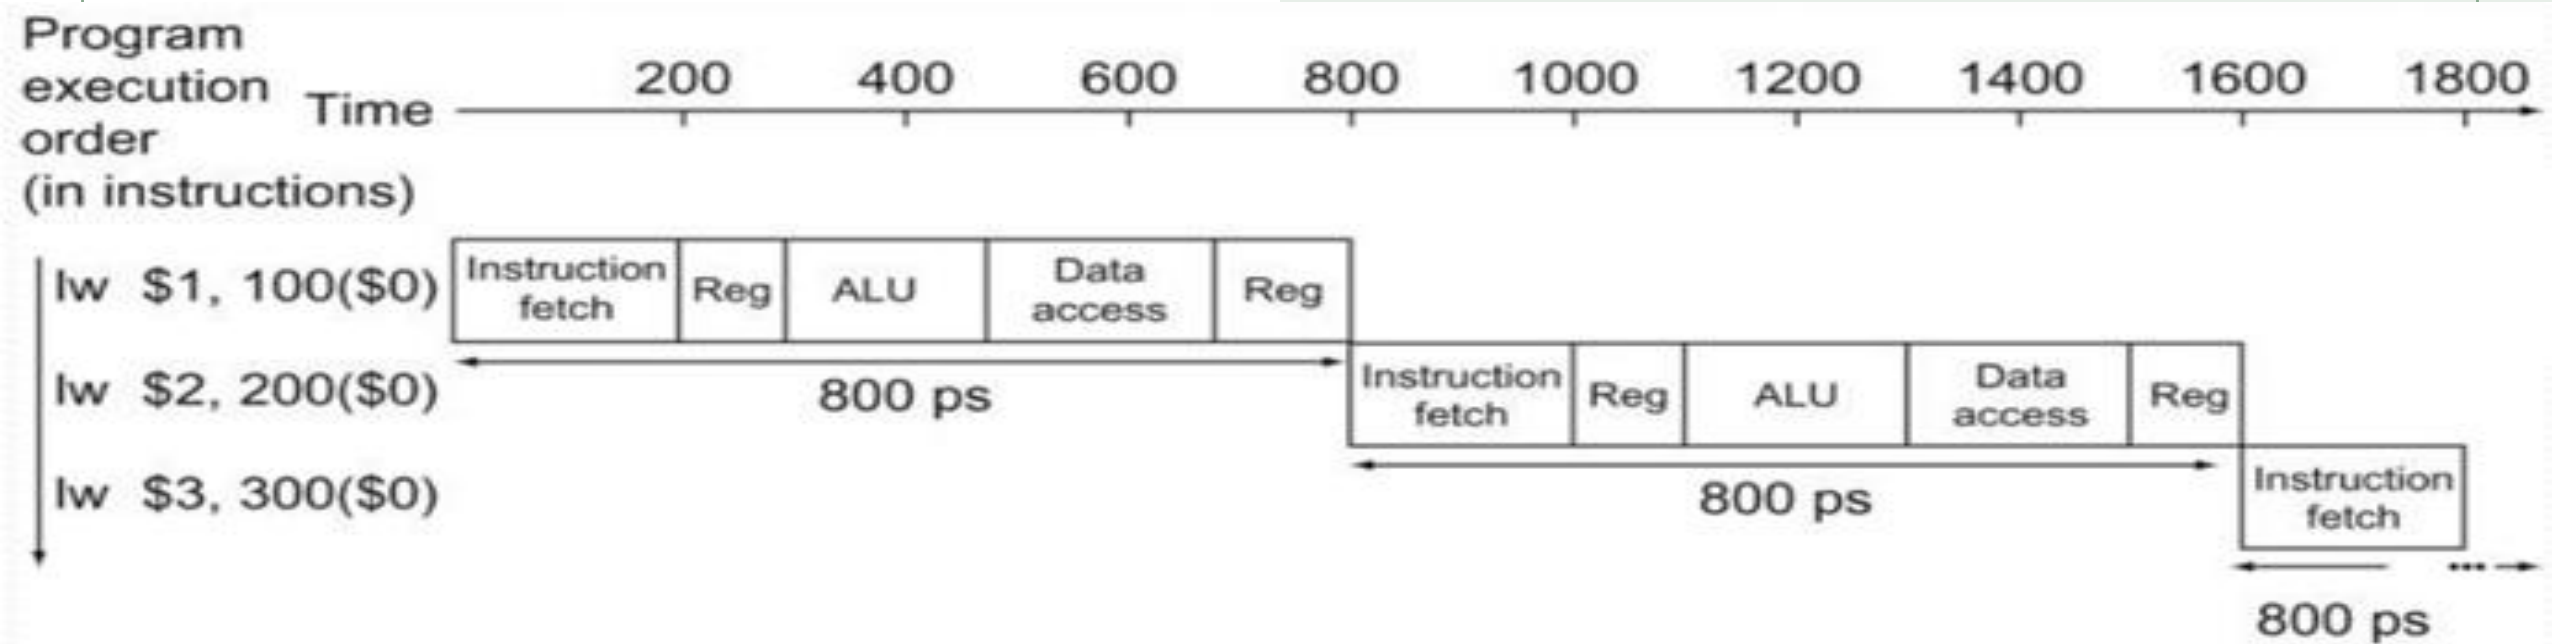 Program
execution
order
(in instructions)
Time
200 400 600 800 1000 1200 1400 1600 1800
lw $1, 100($0)
Instruction
fetch
Reg
ALU
Data
access
Reg
800 ps
lw $2, 200($0)
Instruction
fetch
Reg
ALU
Data
access
Reg
800 ps
lw $3, 300($0)
Instruction
fetch
...
800 ps